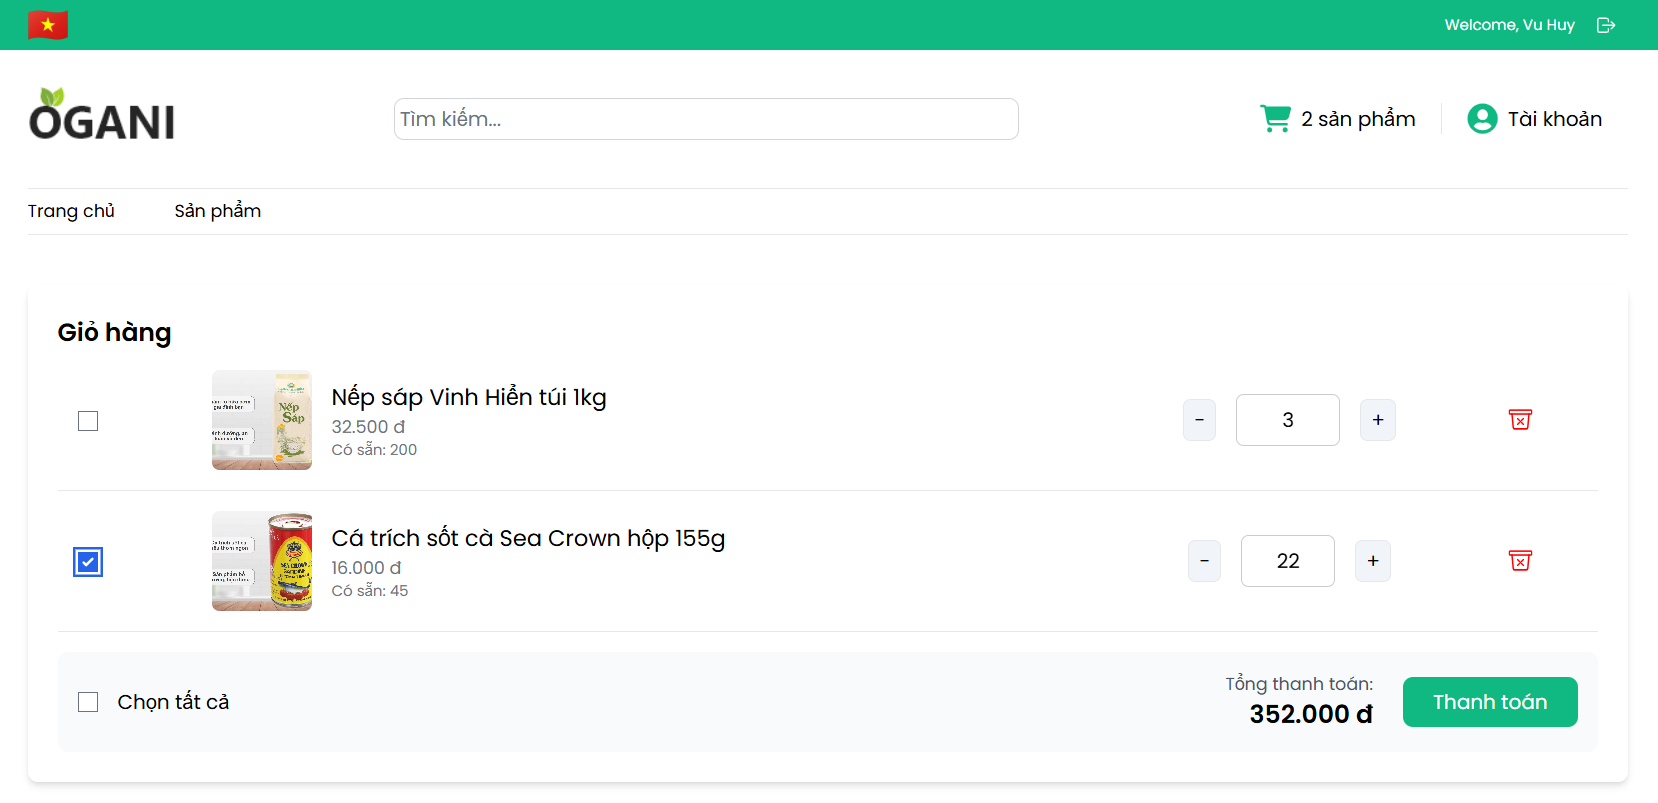 Welcome, Vu Huy
OGANI
Tìm kiếm...
2 sản phẩm
Tài khoản
Trang chủ
Sản phẩm
Giỏ hàng
Nếp sáp Vinh Hiển túi 1kg
32.500 đ
Có sẵn: 200
-
3
+
Nếp
Sáp
Cá trích sốt cà Sea Crown hộp 155g
16.000 đ
Có sẵn: 45
-
22
+
SEA CROWN
Chọn tất cả
Tổng thanh toán:
352.000 đ
Thanh toán